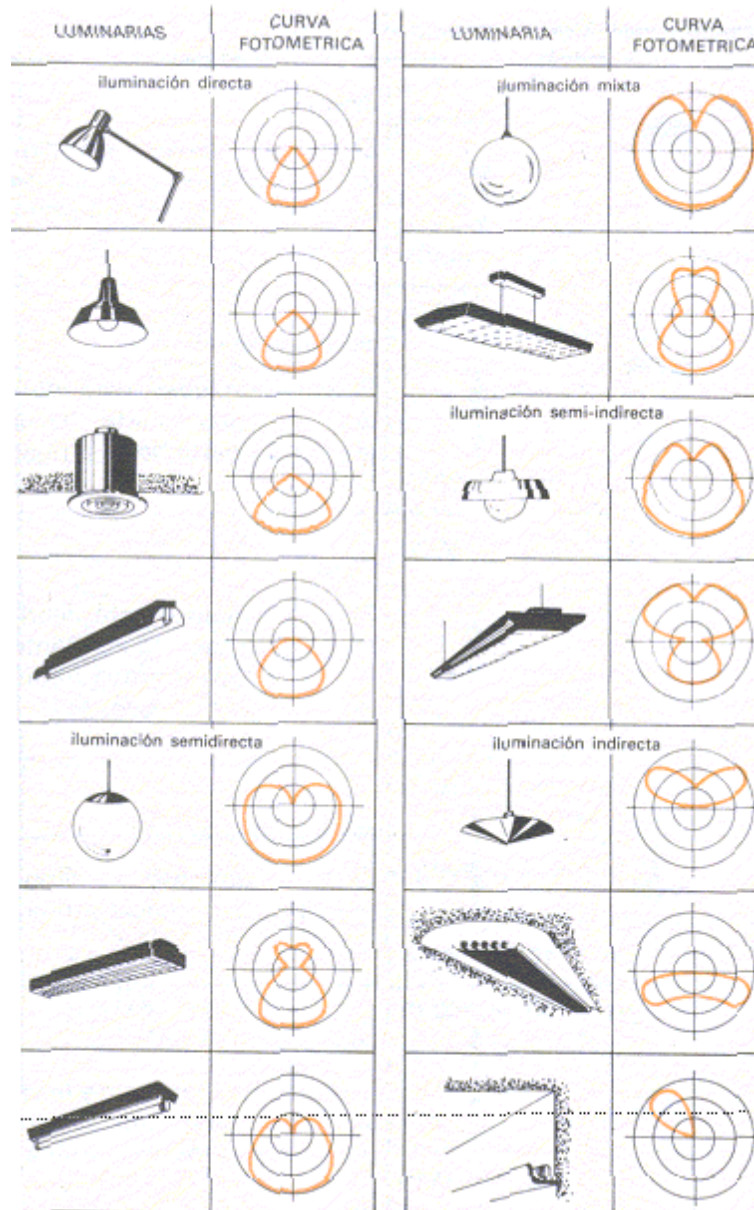 LUMINARIAS
CURVA
FOTOMETRICA
LUMINARIA
CURVA
FOTOMETRICA
iluminación directa
iluminación mixta
iluminación semi-indirecta
iluminación semidirecta
iluminación indirecta